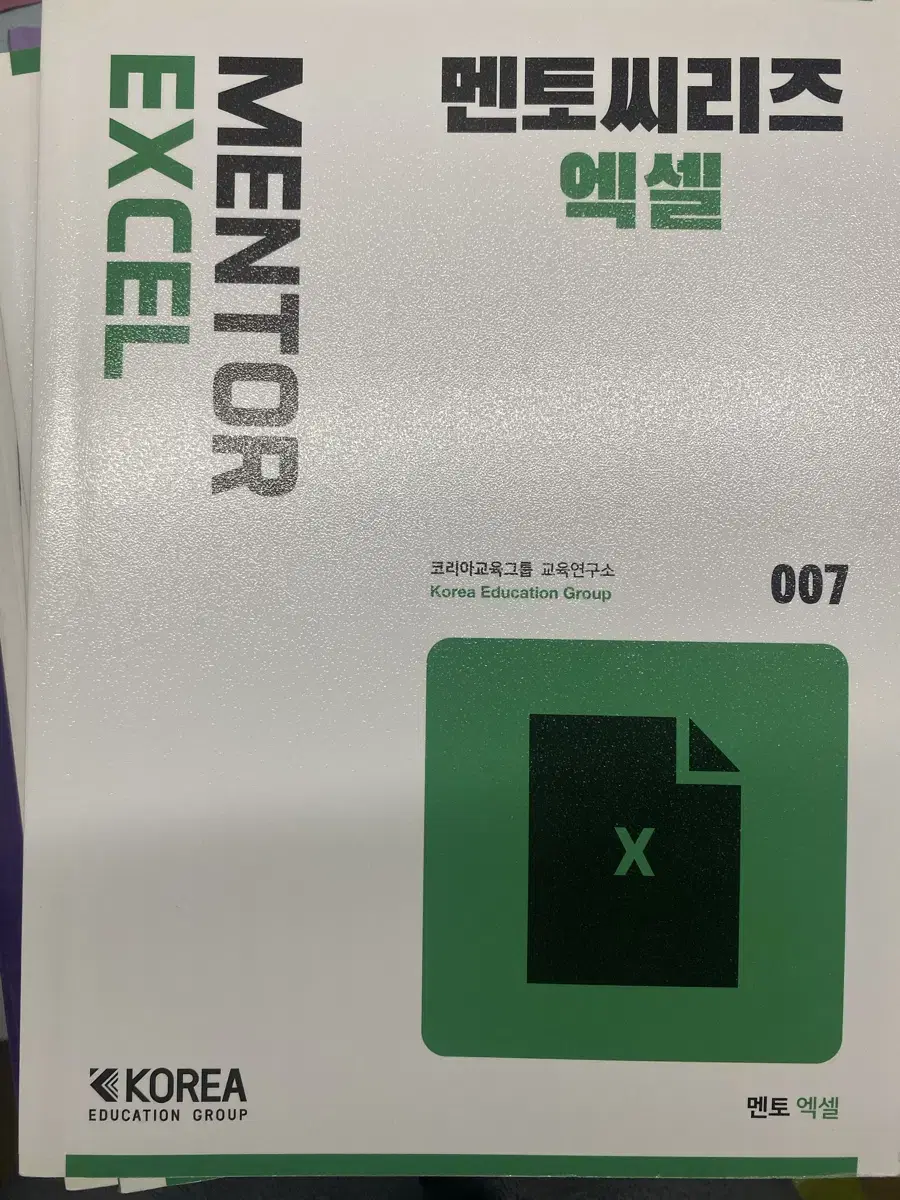 MENTOR
EXCEL
멘토씨리즈
엑셀
코리아교육그룹 교육연구소
Korea Education Group
007
X
KOREA
EDUCATION GROUP
멘토 엑셀